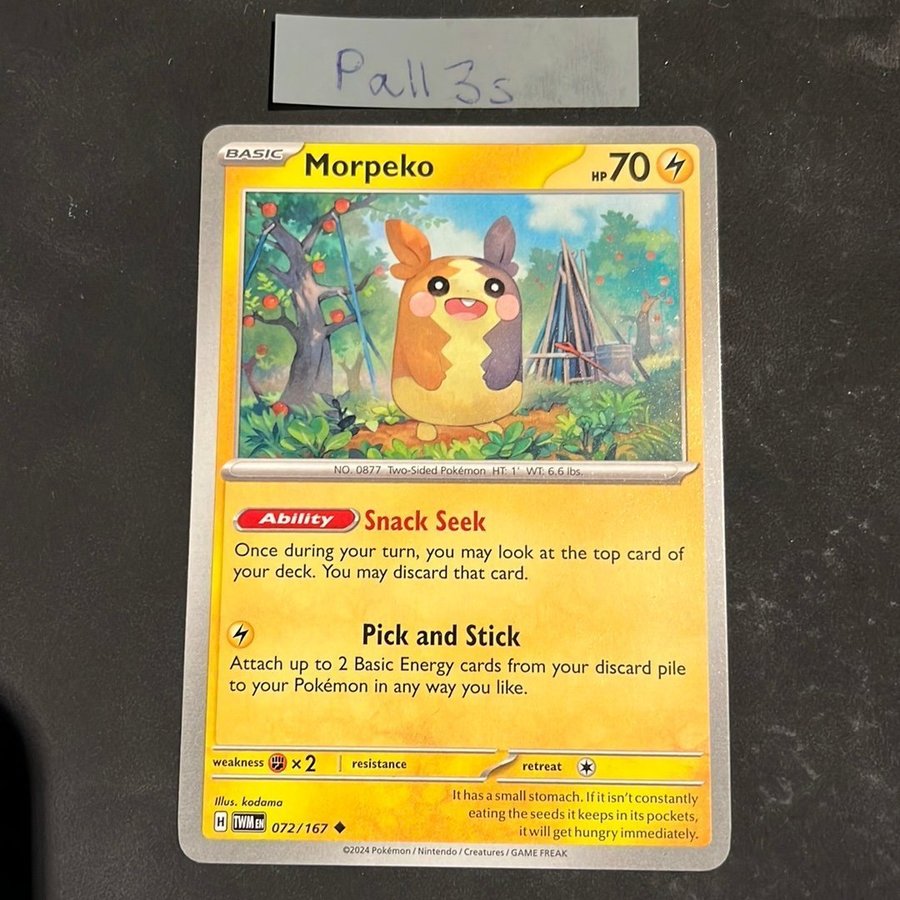 Pall3s
BASIC
Morpeko
HP 70
NO. 0877 Two-Sided Pokémon HT: 1' WT: 6.6 lbs.
Ability Snack Seek
Once during your turn, you may look at the top card of
your deck. You may discard that card.
Pick and Stick
Attach up to 2 Basic Energy cards from your discard pile
to your Pokémon in any way you like.
weakness ×2 resistance retreat
Illus. kodama
It has a small stomach. If it isn't constantly
eating the seeds it keeps in its pockets,
it will get hungry immediately.
H TWM EN 072/167
©2024 Pokémon / Nintendo / Creatures / GAME FREAK